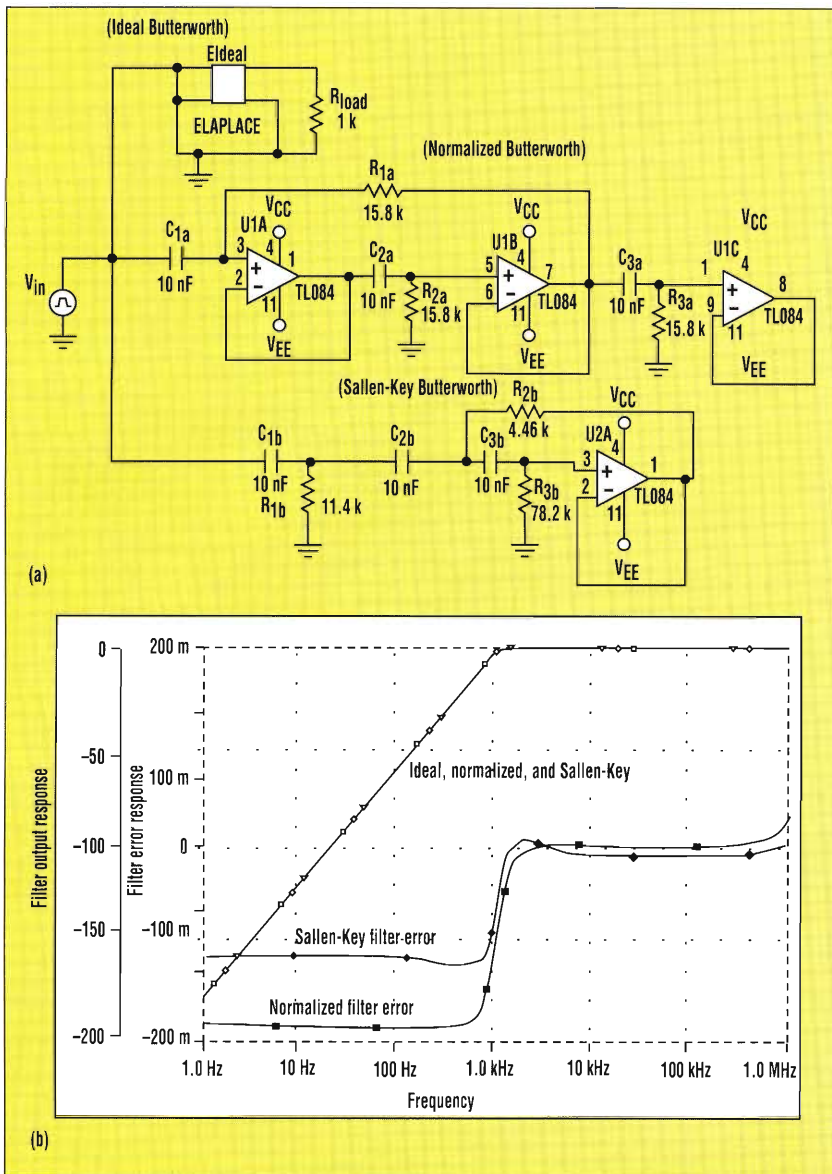 (Ideal Butterworth)
EIdeal
Rload
1 k
ELAPLACE
(Normalized Butterworth)
R1a
15.8 k
VCC
U1A
4
C1a
3
1
2
10 nF
TL084
11
VEE
C2a
10 nF
R2a
15.8 k
VCC
U1B
4
5
7
6
TL084
11
VEE
C3a
10 nF
R3a
15.8 k
VCC
U1C
4
1
8
9
TL084
11
VEE
Vin
(Sallen-Key Butterworth)
R2b
4.46 k
VCC
U2A
4
C1b
10 nF
R1b
11.4 k
C2b
10 nF
C3b
10 nF
R3b
78.2 k
3
1
2
TL084
11
VEE
(a)
Filter output response
0
−50
−100
−150
−200
Filter error response
200 m
100 m
0
−100 m
−200 m
Ideal, normalized, and Sallen-Key
Sallen-Key filter error
Normalized filter error
1.0 Hz 10 Hz 100 Hz 1.0 kHz 10 kHz 100 kHz 1.0 MHz
Frequency
(b)